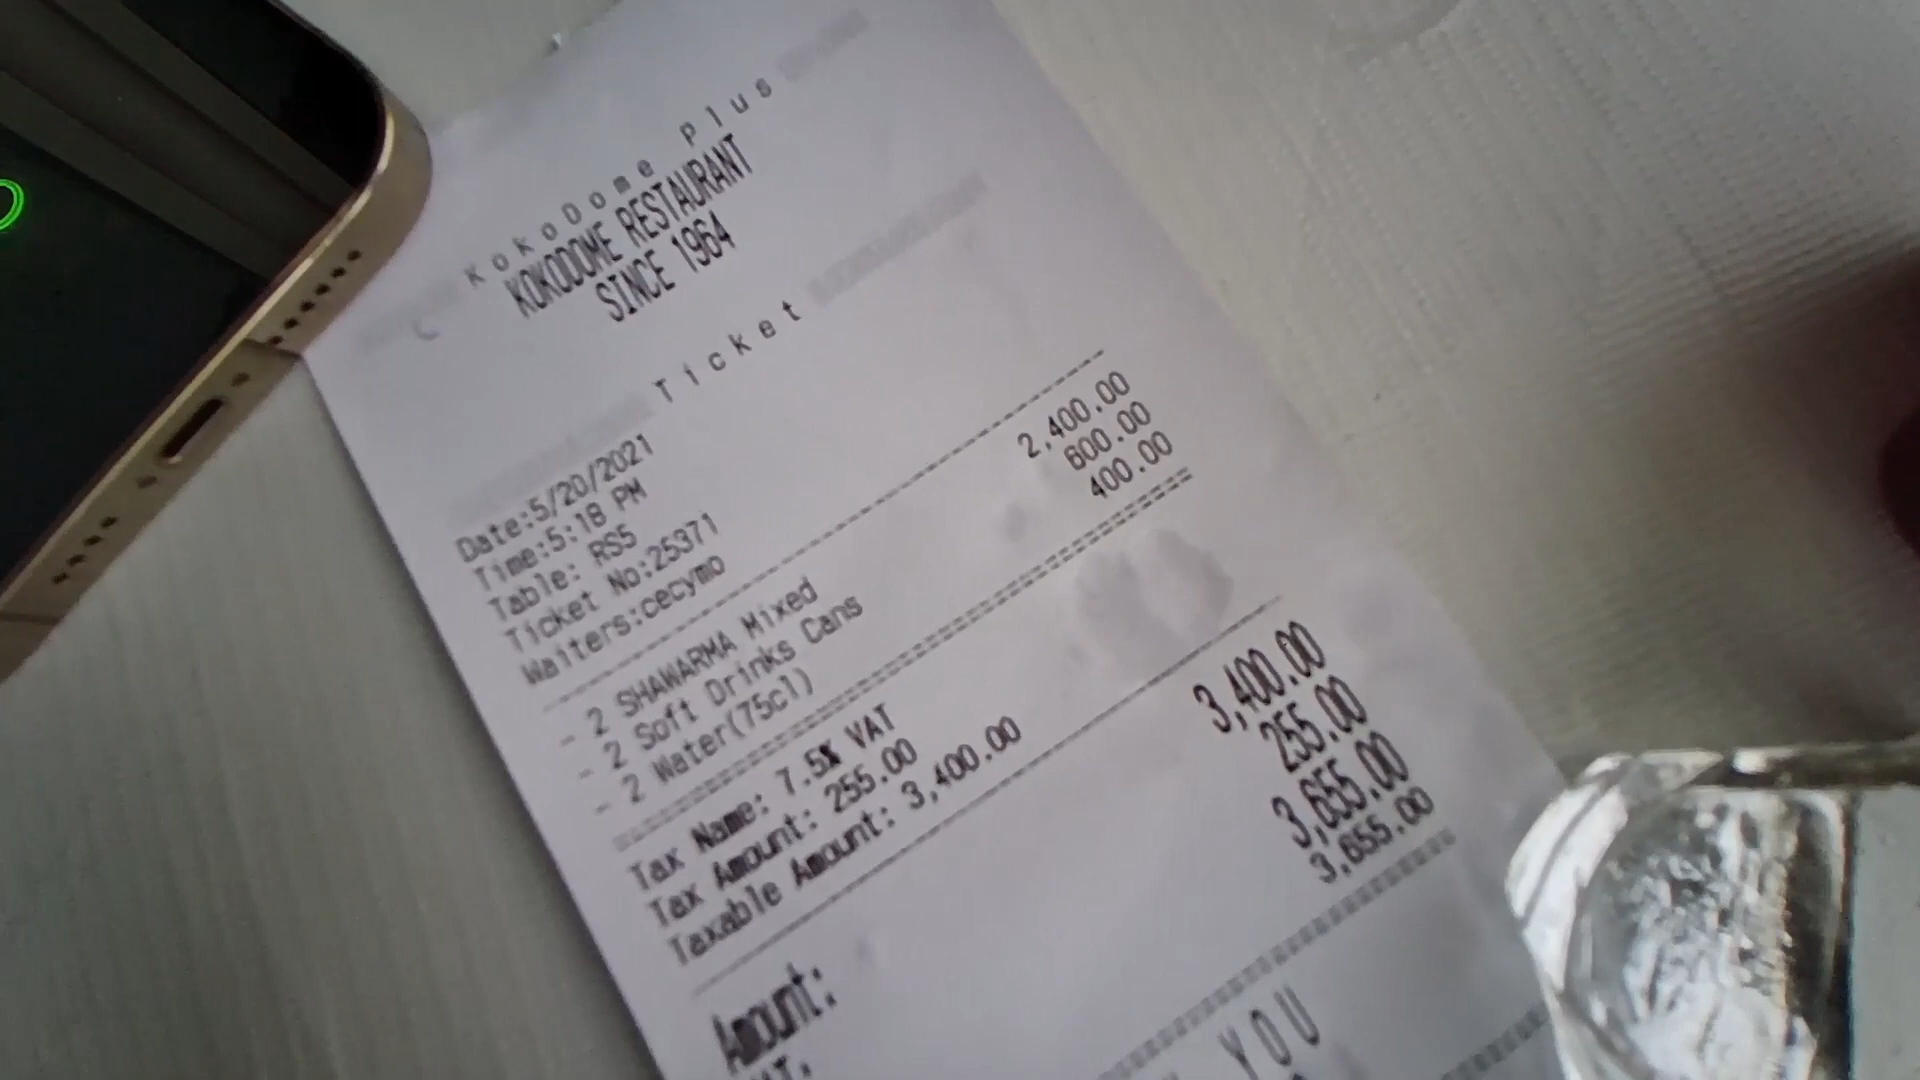 KokoDome Plus
KOKODOME RESTAURANT
SINCE 1964
Ticket
Date:5/20/2021
Time:5:18 PM
Table: RS5
Ticket No:25371
Waiters:cecymo
- 2 SHAWARMA Mixed 2,400.00
- 2 Soft Drinks Cans 600.00
- 2 Water(75cl) 400.00
Tax Name: 7.5% VAT
Tax Amount: 255.00
Taxable Amount: 3,400.00
Amount: 3,400.00
255.00
3,655.00
3,655.00
YOU